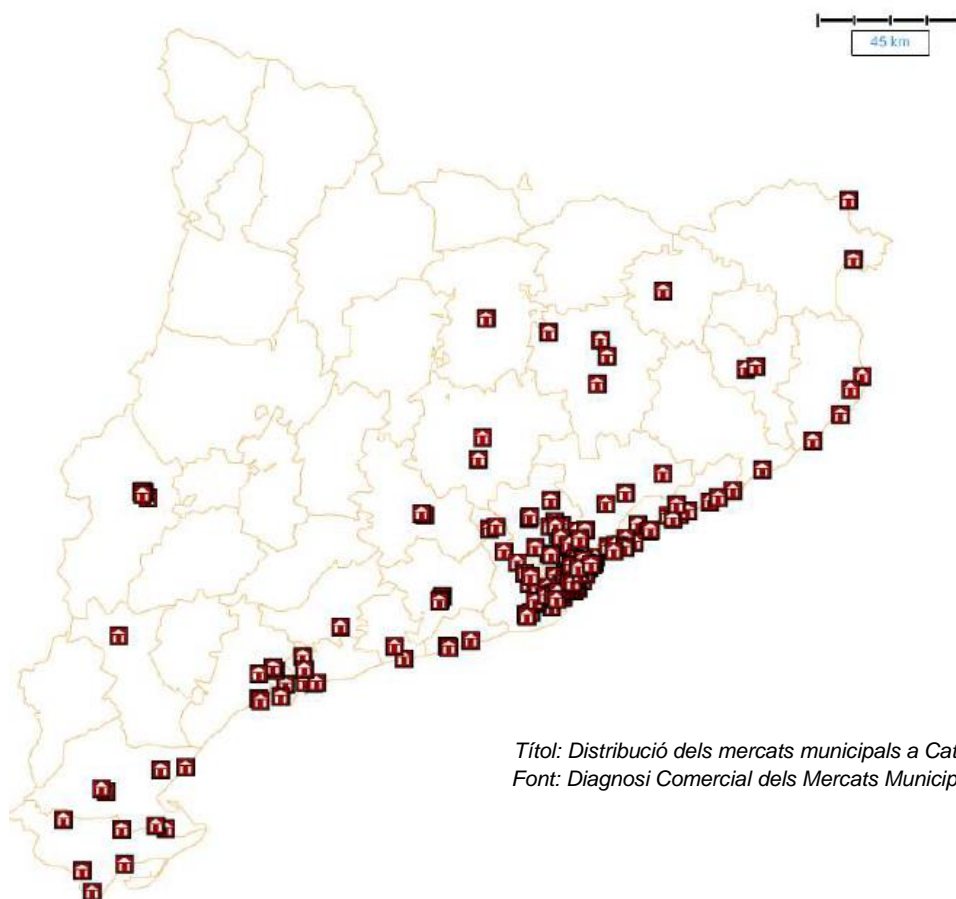 45 km
Títol: Distribució dels mercats municipals a Cat
Font: Diagnosi Comercial dels Mercats Municip